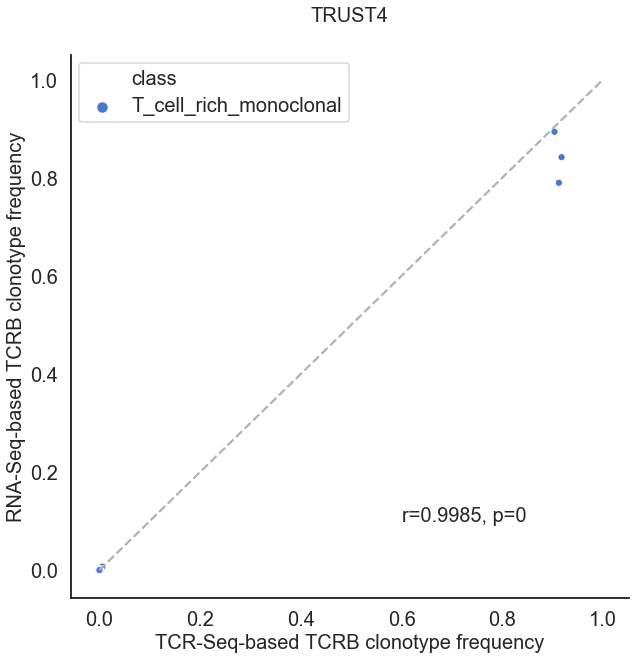 TRUST4
class
T_cell_rich_monoclonal
RNA-Seq-based TCRB clonotype frequency
1.0
0.8
0.6
0.4
0.2
0.0
r=0.9985, p=0
0.0 0.2 0.4 0.6 0.8 1.0
TCR-Seq-based TCRB clonotype frequency